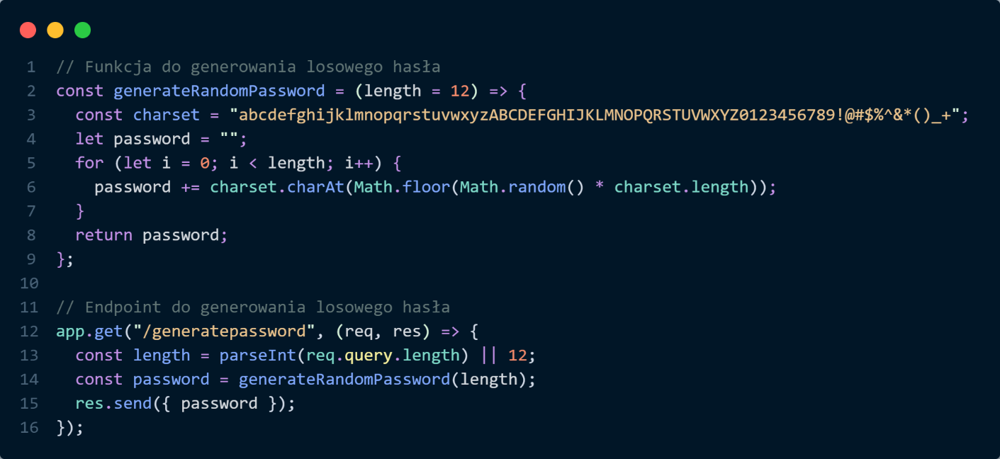 1 // Funkcja do generowania losowego hasła
2 const generateRandomPassword = (length = 12) => {
3   const charset = "abcdefghijklmnopqrstuvwxyzABCDEFGHIJKLMNOPQRSTUVWXYZ0123456789!@#$%^&*()_+";
4   let password = "";
5   for (let i = 0; i < length; i++) {
6     password += charset.charAt(Math.floor(Math.random() * charset.length));
7   }
8   return password;
9 };
10
11 // Endpoint do generowania losowego hasła
12 app.get("/generatepassword", (req, res) => {
13   const length = parseInt(req.query.length) || 12;
14   const password = generateRandomPassword(length);
15   res.send({ password });
16 });